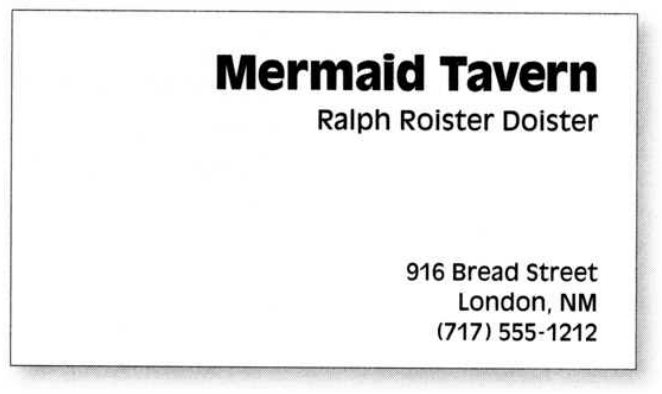 Mermaid Tavern
Ralph Roister Doister
916 Bread Street
London, NM
(717) 555-1212